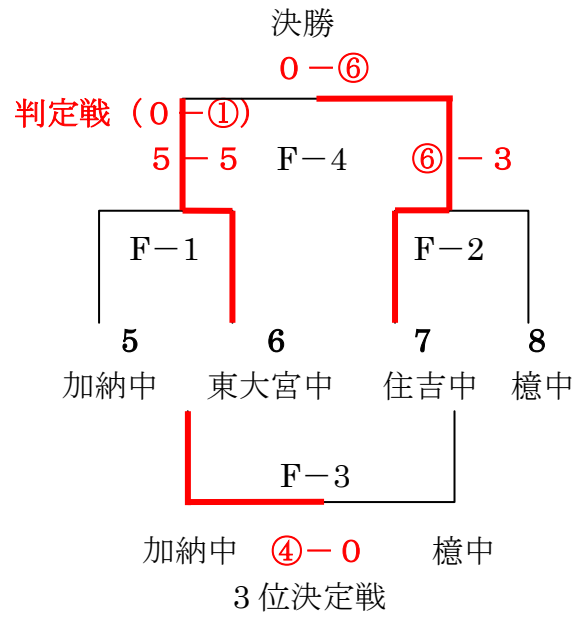 決勝
0－⑥
判定戦（0－①）
5－5 F－4 ⑥－3
F－1 F－2
5 6 7 8
加納中 東大宮中 住吉中 檍中
F－3
加納中 ④－0 檍中
3位決定戦